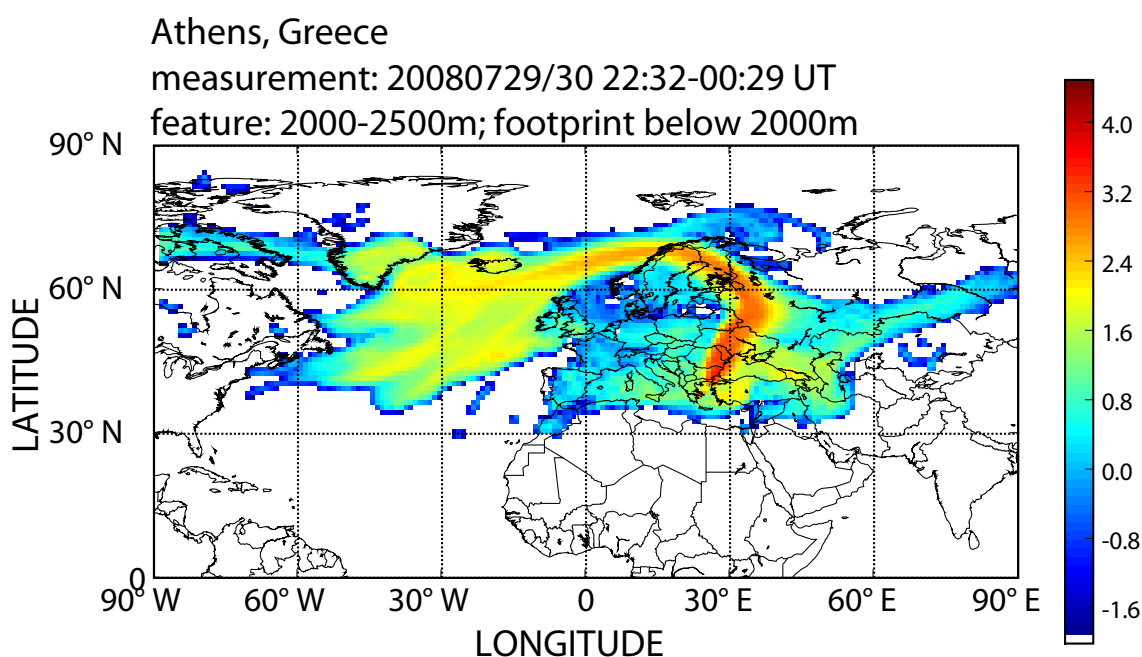 Athens, Greece
measurement: 20080729/30 22:32-00:29 UT
feature: 2000-2500m; footprint below 2000m
90° N
60° N
30° N
0
LATITUDE
90° W
60° W
30° W
0
30° E
60° E
90° E
LONGITUDE
4.0
3.2
2.4
1.6
0.8
0.0
-0.8
-1.6